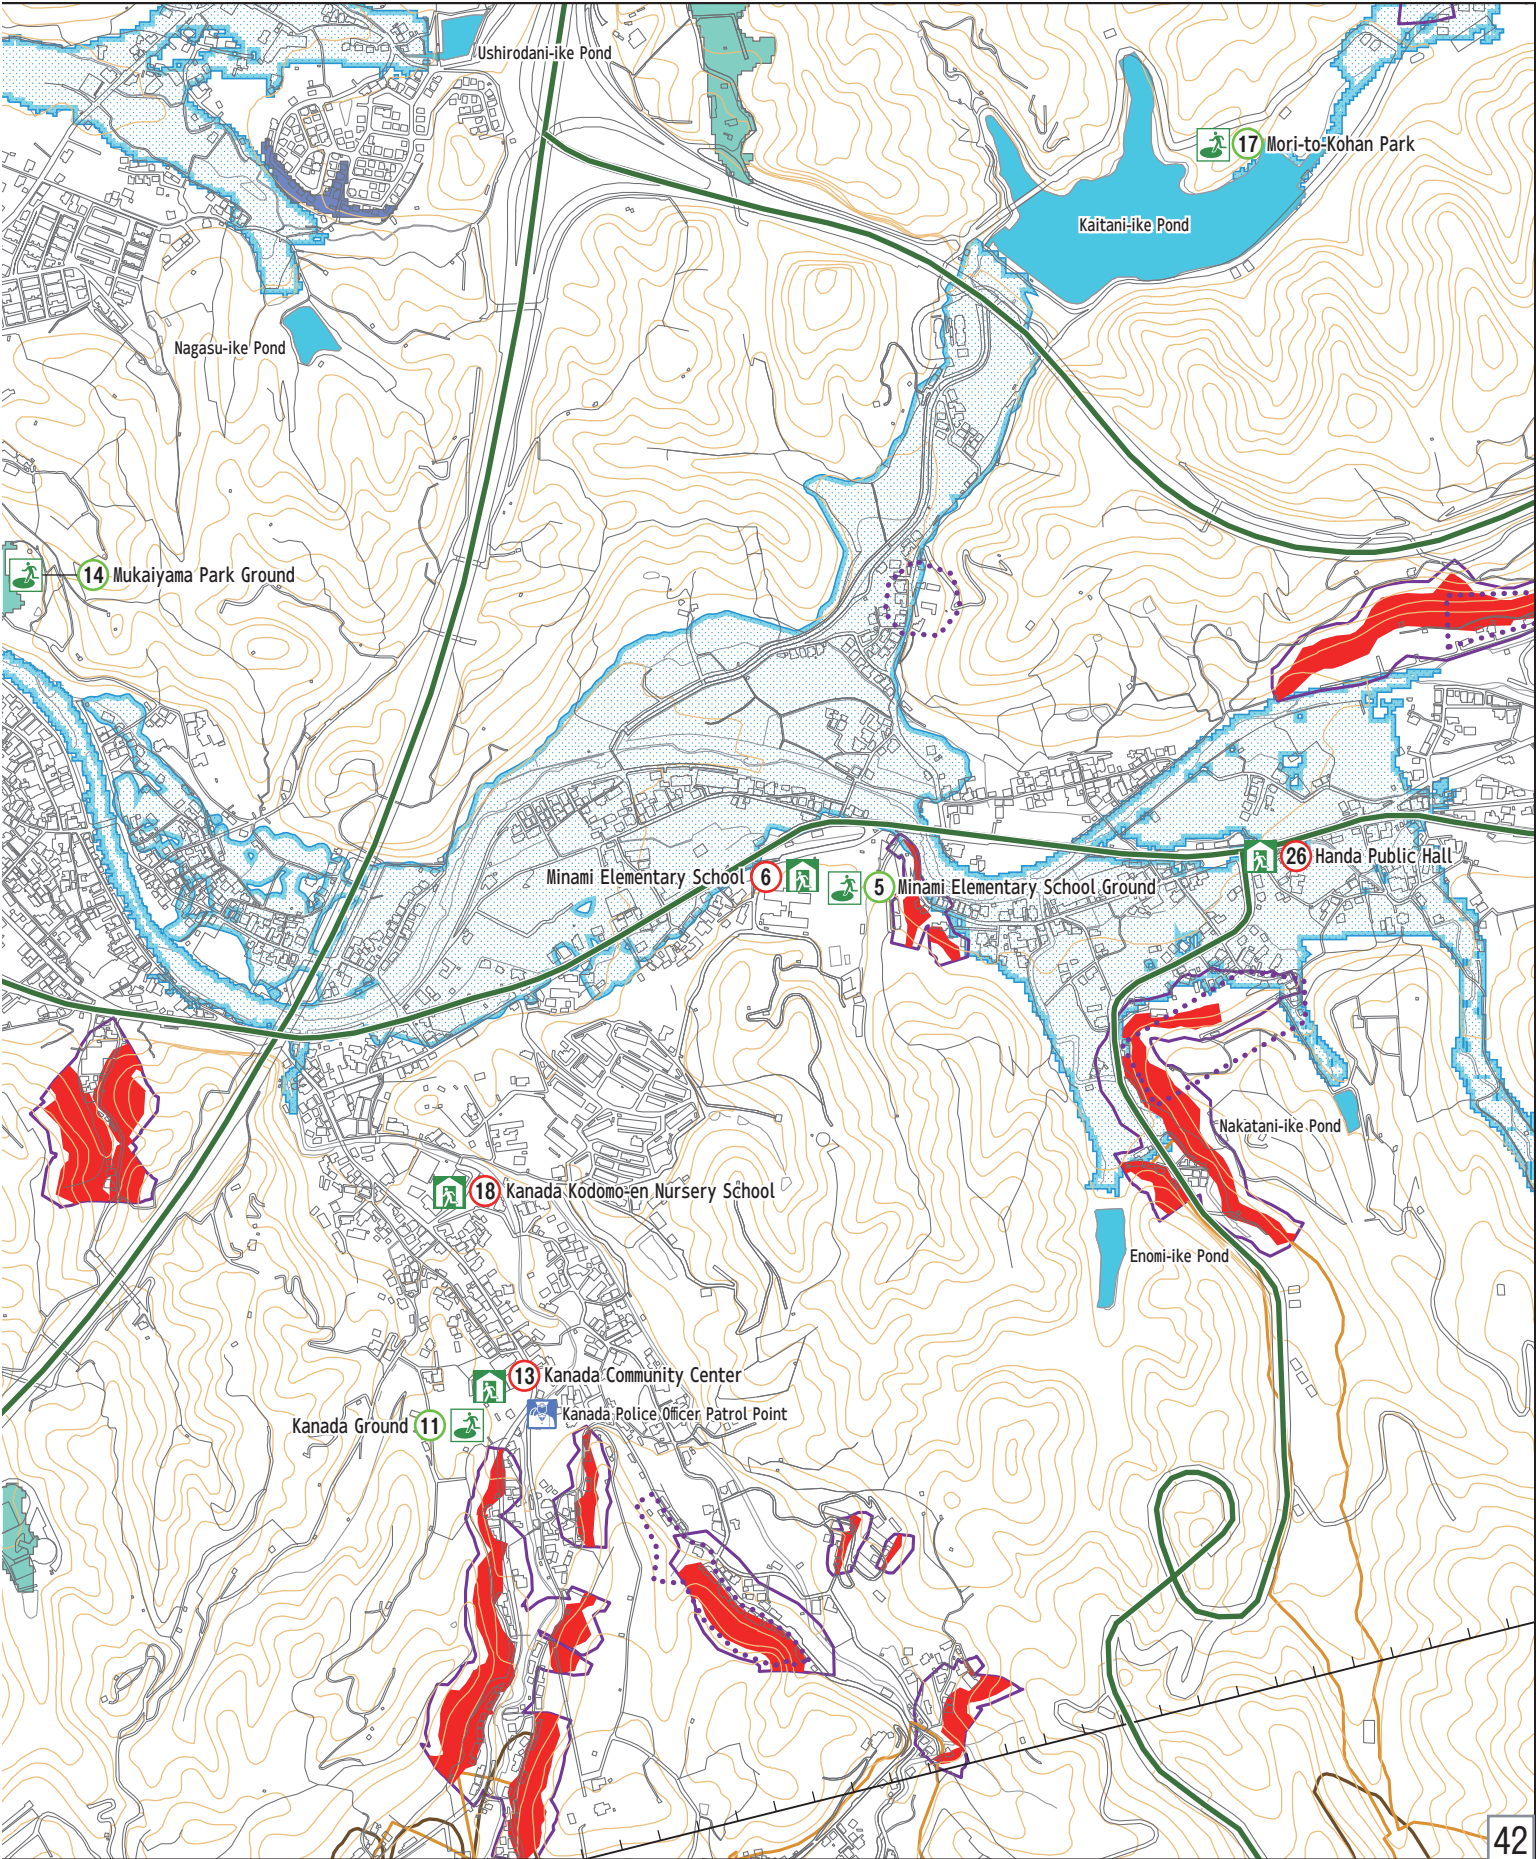 Ushirodani-ike Pond
17 Mori-to-Kohan Park
Kaitani-ike Pond
Nagasu-ike Pond
14 Mukaiyama Park Ground
26 Handa Public Hall
Minami Elementary School 6
5 Minami Elementary School Ground
Nakatani-ike Pond
18 Kanada Kodomo-en Nursery School
Enomi-ike Pond
13 Kanada Community Center
Kanada Police Officer Patrol Point
Kanada Ground 11
42